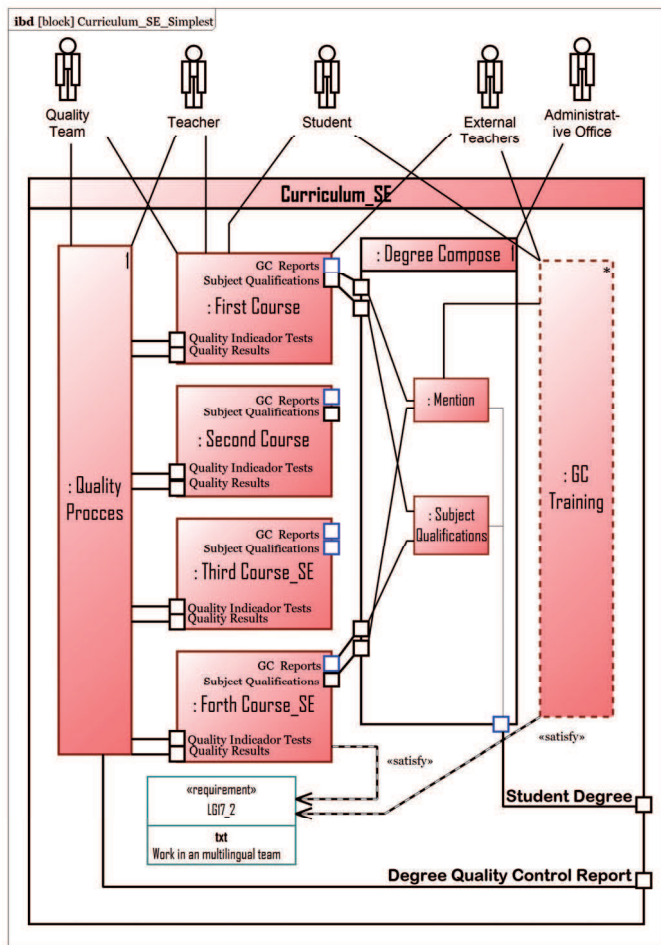 ibd [block] Curriculum_SE_Simplest
Quality
Team
Teacher
Student
External
Teachers
Administrat-
ive Office
Curriculum_SE
1
: Quality
Procces
GC Reports
Subject Qualifications
: First Course
Quality Indicador Tests
Quality Results
GC Reports
Subject Qualifications
: Second Course
Quality Indicador Tests
Quality Results
GC Reports
Subject Qualifications
: Third Course_SE
Quality Indicador Tests
Quality Results
GC Reports
Subject Qualifications
: Forth Course_SE
Quality Indicador Tests
Quality Results
: Degree Compose 1
: Mention
: Subject
Qualifications
*
: GC
Training
«satisfy»
«satisfy»
«requirement»
LG17_2
txt
Work in an multilingual team
Student Degree
Degree Quality Control Report